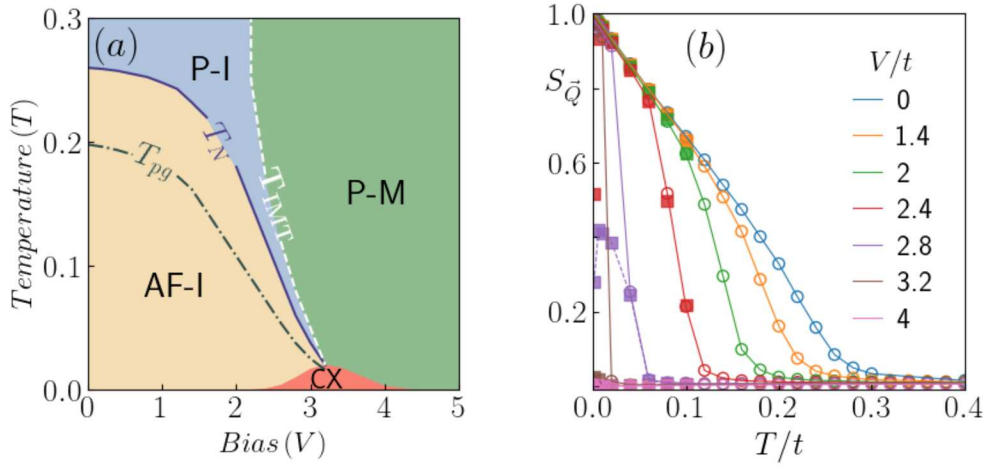 (a)
P-I
P-M
AF-I
CX
T_N
T_pg
T_IMT
Temperature (T)
0.3
0.2
0.1
0.0
0 1 2 3 4 5
Bias (V)
(b)
S_Q⃗
1.0
0.6
0.2
0.0 0.1 0.2 0.3 0.4
T/t
V/t
0
1.4
2
2.4
2.8
3.2
4